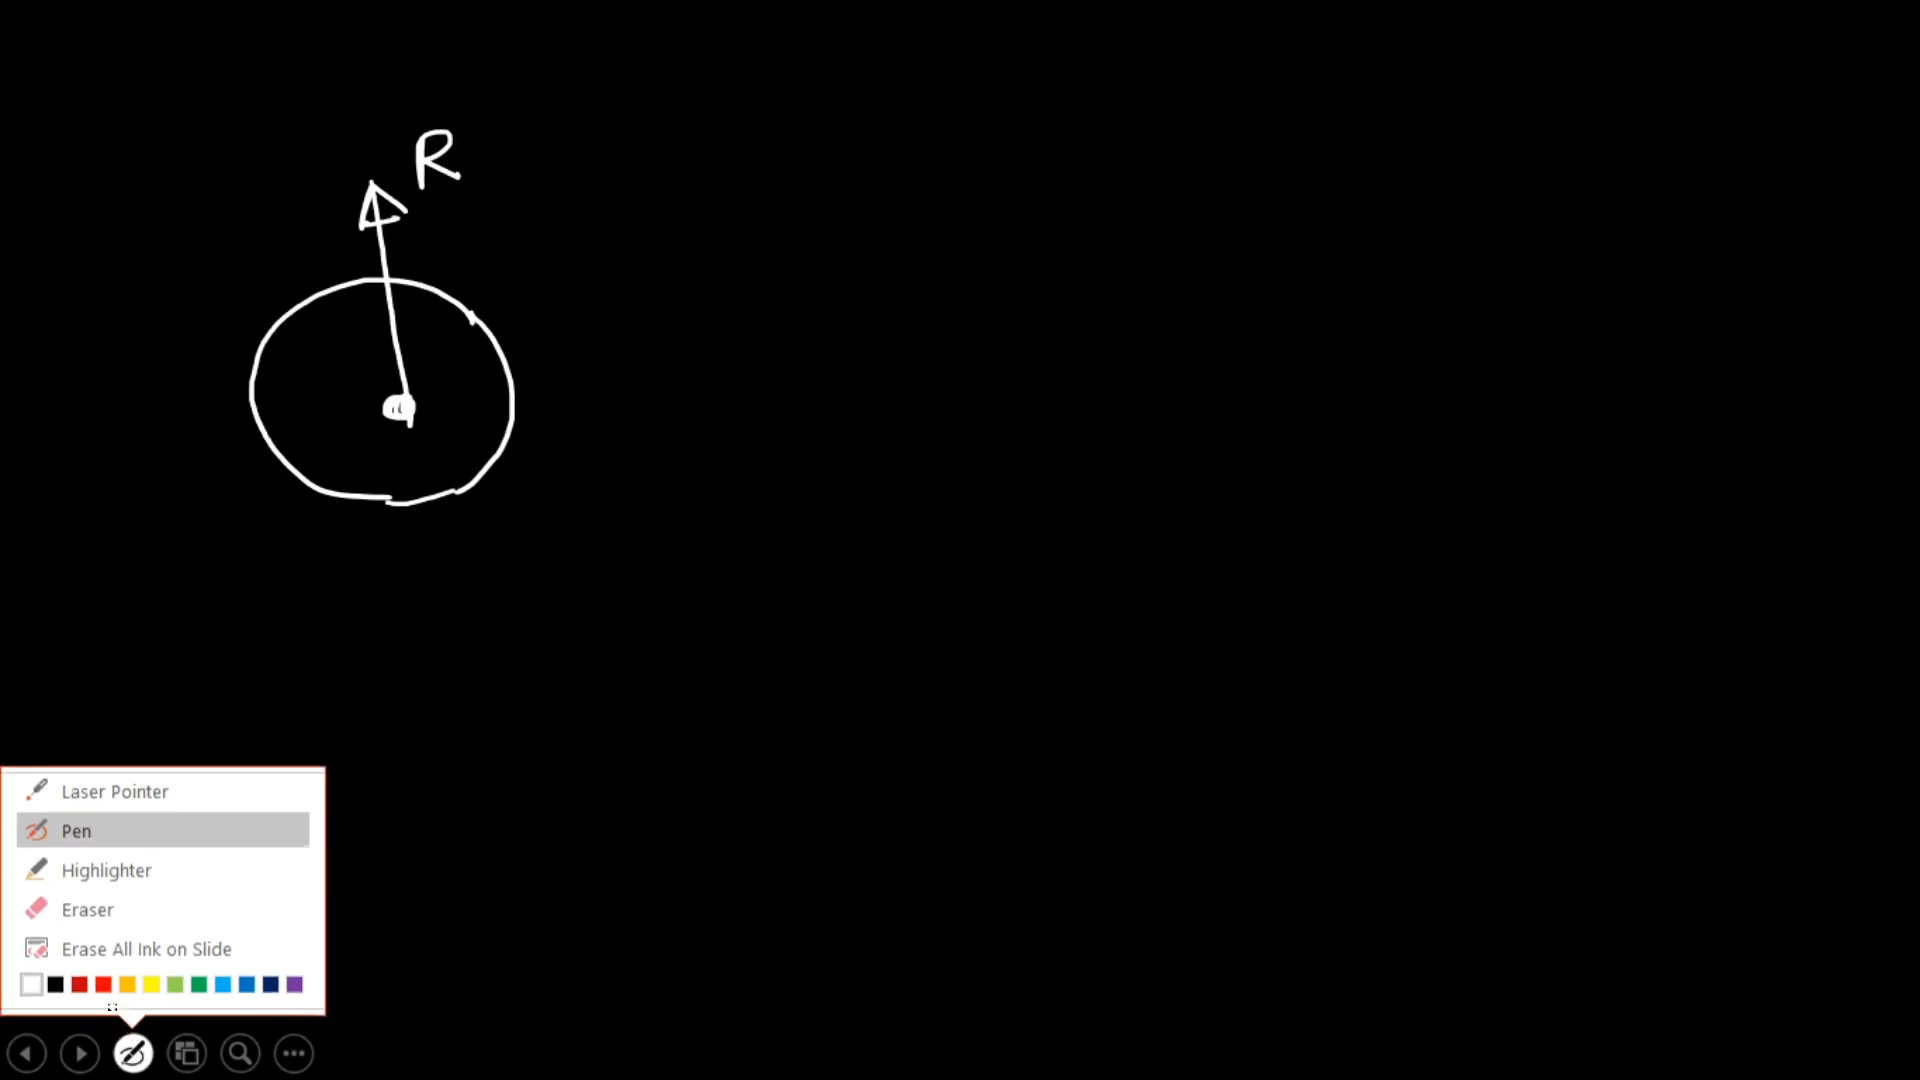 R
Laser Pointer
Pen
Highlighter
Eraser
Erase All Ink on Slide